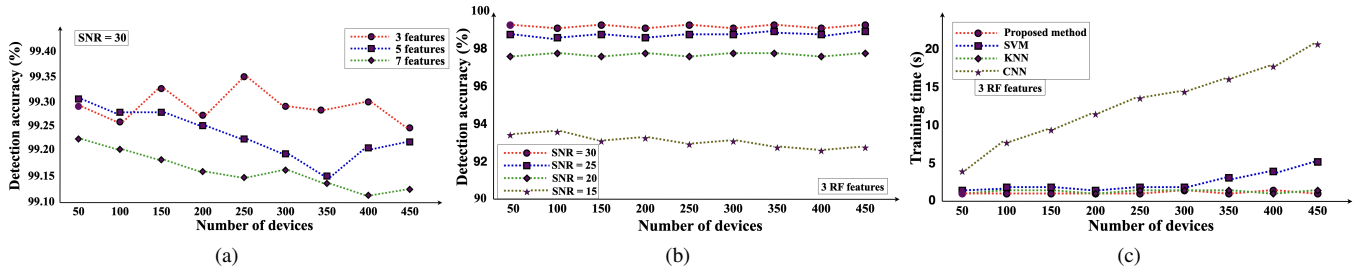 SNR = 30
3 features
5 features
7 features
99.40
99.35
99.30
99.25
99.20
99.15
99.10
Detection accuracy (%)
50 100 150 200 250 300 350 400 450
Number of devices
(a)
100
98
96
94
92
90
Detection accuracy (%)
SNR = 30
SNR = 25
SNR = 20
SNR = 15
3 RF features
50 100 150 200 250 300 350 400 450
Number of devices
(b)
Proposed method
SVM
KNN
CNN
3 RF features
20
15
10
5
0
Training time (s)
50 100 150 200 250 300 350 400 450
Number of devices
(c)